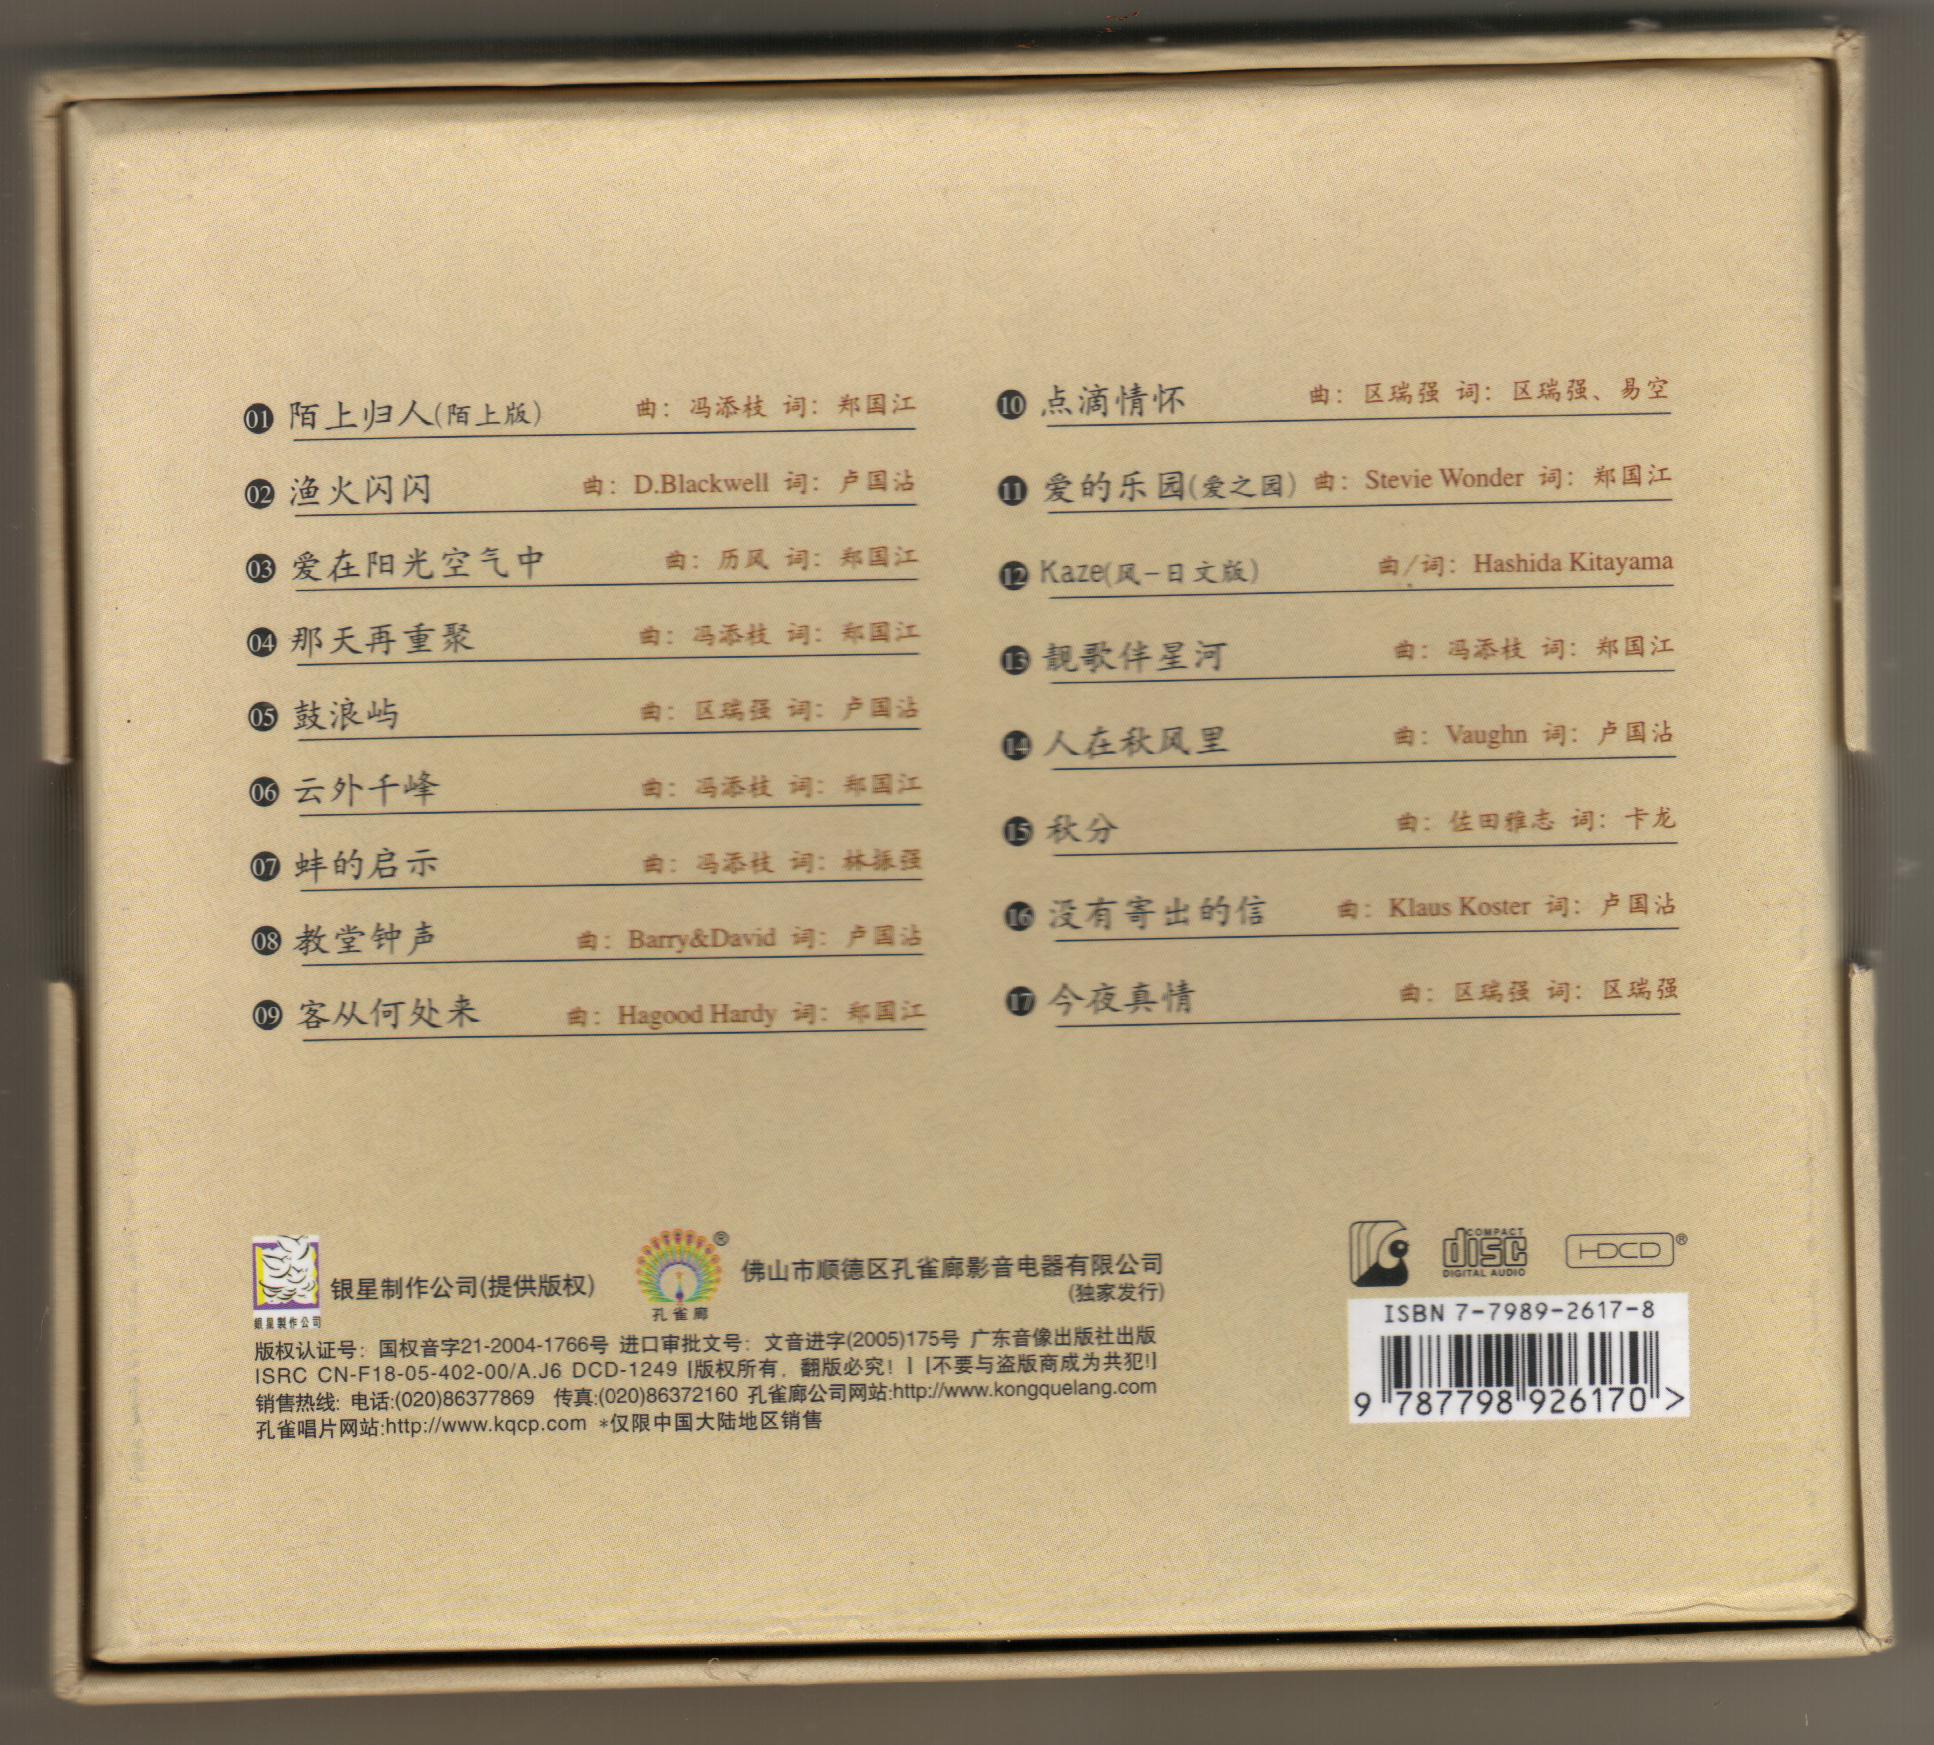 01 陌上归人(陌上版) 曲：冯添枝 词：郑国江
02 渔火闪闪 曲：D.Blackwell 词：卢国沾
03 爱在阳光空气中 曲：历风 词：郑国江
04 那天再重聚 曲：冯添枝 词：郑国江
05 鼓浪屿 曲：区瑞强 词：卢国沾
06 云外千峰 曲：冯添枝 词：郑国江
07 蚌的启示 曲：冯添枝 词：林振强
08 教堂钟声 曲：Barry&David 词：卢国沾
09 客从何处来 曲：Hagood Hardy 词：郑国江
10 点滴情怀 曲：区瑞强 词：区瑞强、易空
11 爱的乐园(爱之园) 曲：Stevie Wonder 词：郑国江
12 Kaze(风-日文版) 曲/词：Hashida Kitayama
13 靓歌伴星河 曲：冯添枝 词：郑国江
14 人在秋风里 曲：Vaughn 词：卢国沾
15 秋分 曲：佐田雅志 词：卡龙
16 没有寄出的信 曲：Klaus Koster 词：卢国沾
17 今夜真情 曲：区瑞强 词：区瑞强
銀星製作公司
银星制作公司(提供版权)
®
孔雀廊
佛山市顺德区孔雀廊影音电器有限公司
(独家发行)
版权认证号：国权音字21-2004-1766号 进口审批文号：文音进字(2005)175号 广东音像出版社出版
ISRC CN-F18-05-402-00/A.J6 DCD-1249 [版权所有．翻版必究！] [不要与盗版商成为共犯!]
销售热线: 电话:(020)86377869 传真:(020)86372160 孔雀廊公司网站:http://www.kongquelang.com
孔雀唱片网站:http://www.kqcp.com *仅限中国大陆地区销售
COMPACT
disc
DIGITAL AUDIO
HDCD®
ISBN 7-7989-2617-8
9 787798 926170 >